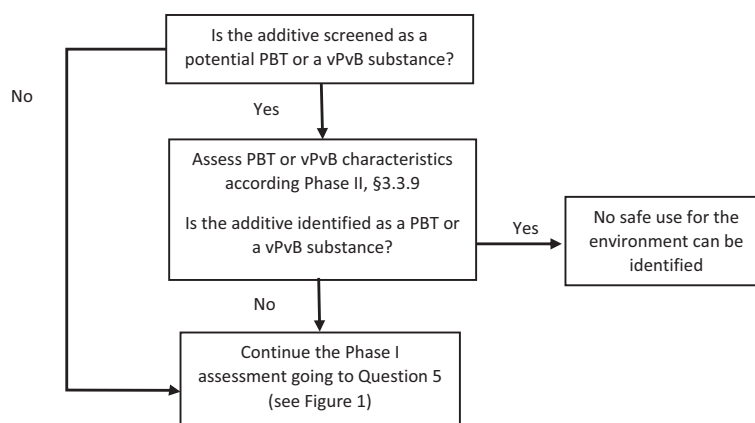 Is the additive screened as a
potential PBT or a vPvB substance?
No
Yes
Assess PBT or vPvB characteristics
according Phase II, §3.3.9
Is the additive identified as a PBT or
a vPvB substance?
Yes
No safe use for the
environment can be
identified
No
Continue the Phase I
assessment going to Question 5
(see Figure 1)